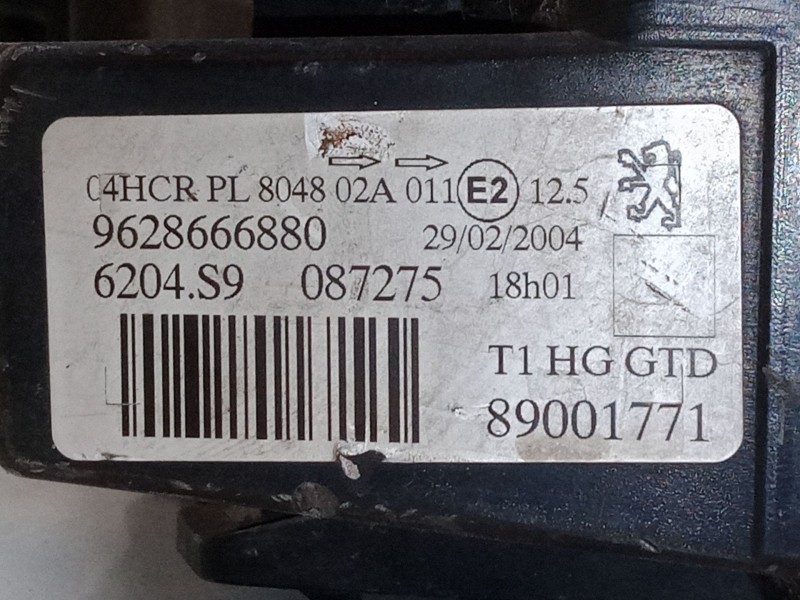 04HCR PL 8048 02A 011 E2 12.5
9628666880 29/02/2004
6204.S9 087275 18h01
T1 HG GTD
89001771